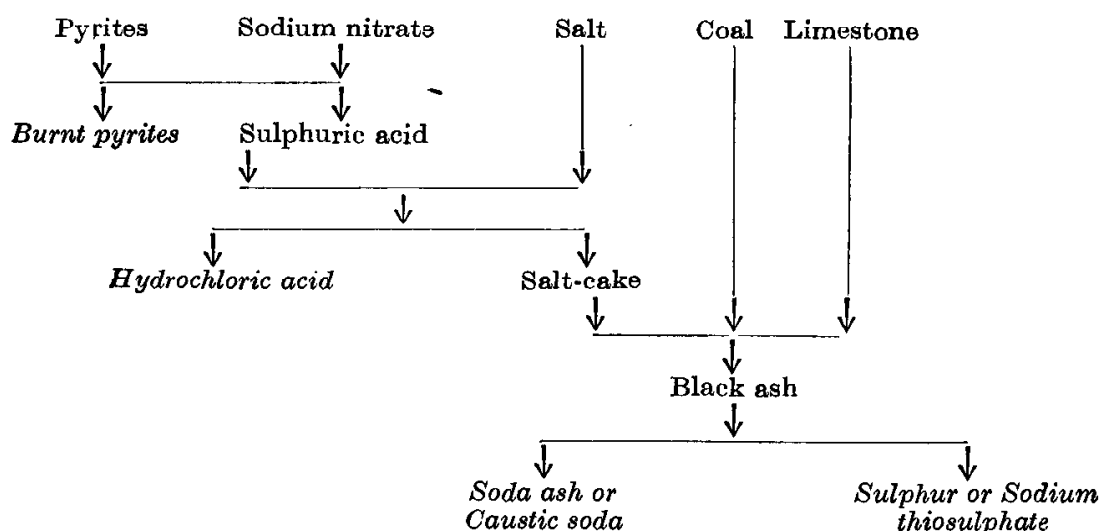 Pyrites Sodium nitrate Salt Coal Limestone
Burnt pyrites Sulphuric acid
Hydrochloric acid Salt-cake
Black ash
Soda ash or Sulphur or Sodium
Caustic soda thiosulphate